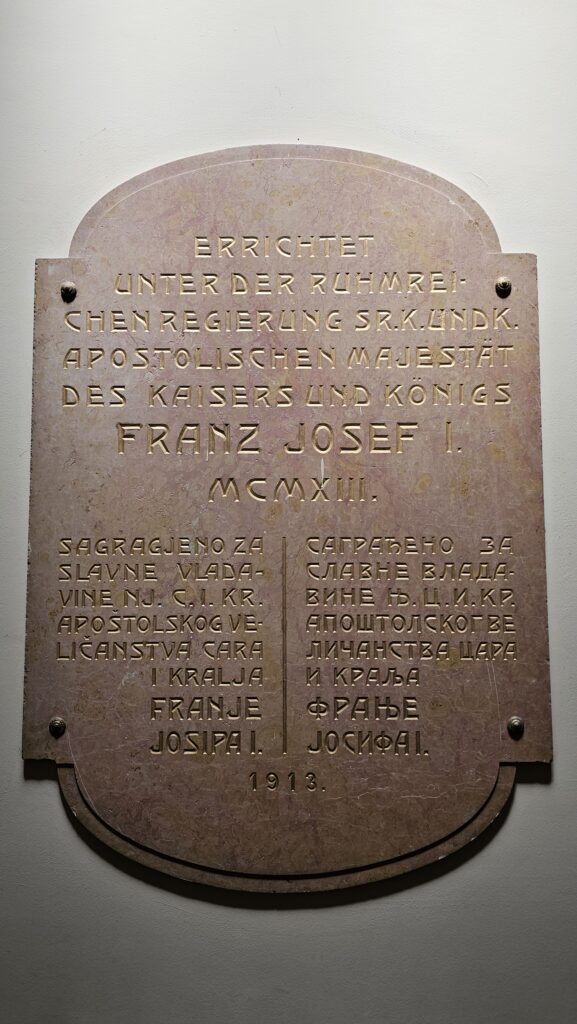 ERRICHTET
UNTER DER RUHMREI-
CHEN REGIERUNG SR.K.UND K.
APOSTOLISCHEN MAJESTÄT
DES KAISERS UND KÖNIGS
FRANZ JOSEF I.
MCMXIII.
SAGRAGJENO ZA
SLAVNE VLADA-
VINE NJ. C. I. KR.
APOŠTOLSKOG VE-
LIČANSTVA CARA
I KRALJA
FRANJE
JOSIPA I.
САГРАЂЕНО ЗА
СЛАВНЕ ВЛАДА-
ВИНЕ Њ. Ц. И. КР.
АПОШТОЛСКОГ ВЕ
ЛИЧАНСТВА ЦАРА
И КРАЉА
ФРАЊЕ
ЈОСИФА I.
1913.